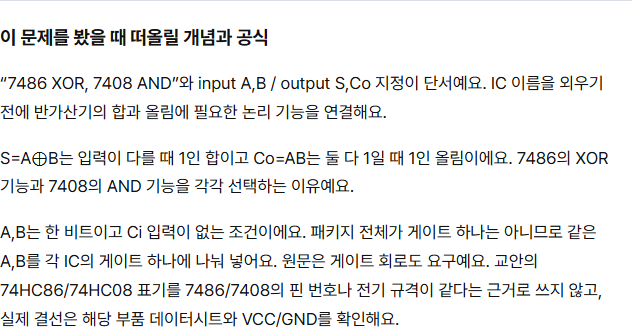 이 문제를 봤을 때 떠올릴 개념과 공식
“7486 XOR, 7408 AND”와 input A,B / output S,Co 지정이 단서예요. IC 이름을 외우기
전에 반가산기의 합과 올림에 필요한 논리 기능을 연결해요.
S=A⊕B는 입력이 다를 때 1인 합이고 Co=AB는 둘 다 1일 때 1인 올림이에요. 7486의 XOR
기능과 7408의 AND 기능을 각각 선택하는 이유예요.
A,B는 한 비트이고 Ci 입력이 없는 조건이에요. 패키지 전체가 게이트 하나는 아니므로 같은
A,B를 각 IC의 게이트 하나에 나눠 넣어요. 원문은 게이트 회로도 요구예요. 교안의
74HC86/74HC08 표기를 7486/7408의 핀 번호나 전기 규격이 같다는 근거로 쓰지 않고,
실제 결선은 해당 부품 데이터시트와 VCC/GND를 확인해요.